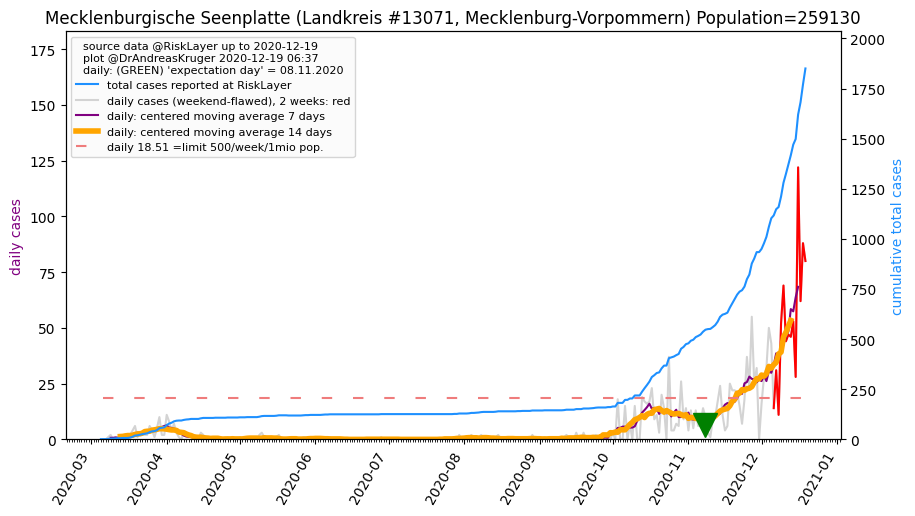 Mecklenburgische Seenplatte (Landkreis #13071, Mecklenburg-Vorpommern) Population=259130
source data @RiskLayer up to 2020-12-19
plot @DrAndreasKruger 2020-12-19 06:37
daily: (GREEN) 'expectation day' = 08.11.2020
total cases reported at RiskLayer
daily cases (weekend-flawed), 2 weeks: red
daily: centered moving average 7 days
daily: centered moving average 14 days
daily 18.51 =limit 500/week/1mio pop.
daily cases
175
150
125
100
75
50
25
0
cumulative total cases
2000
1750
1500
1250
1000
750
500
250
0
2020-03
2020-04
2020-05
2020-06
2020-07
2020-08
2020-09
2020-10
2020-11
2020-12
2021-01